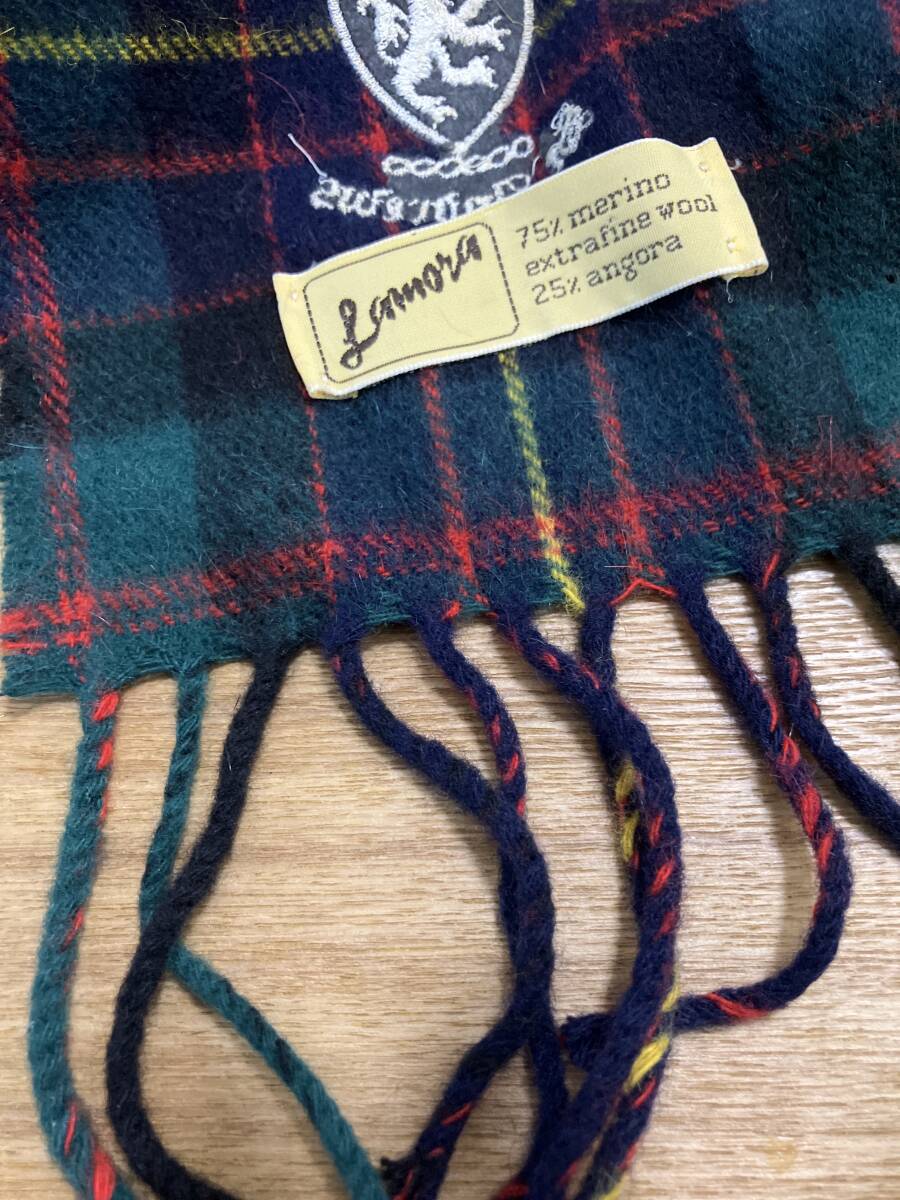 Lamora
75% merino
extrafine wool
25% angora